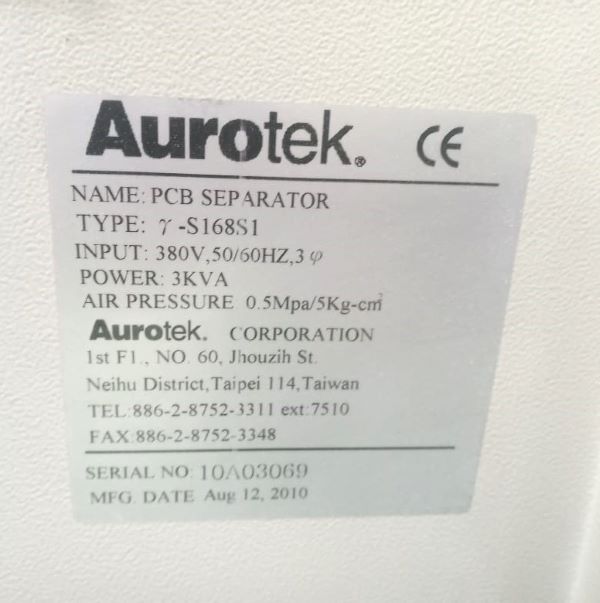 Aurotek® CE
NAME: PCB SEPARATOR
TYPE: γ-S168S1
INPUT: 380V,50/60HZ,3φ
POWER: 3KVA
AIR PRESSURE 0.5Mpa/5Kg-cm²
Aurotek. CORPORATION
1st Fl., NO. 60, Jhouzih St.
Neihu District,Taipei 114,Taiwan
TEL:886-2-8752-3311 ext:7510
FAX:886-2-8752-3348
SERIAL NO: 10A03069
MFG. DATE Aug 12, 2010